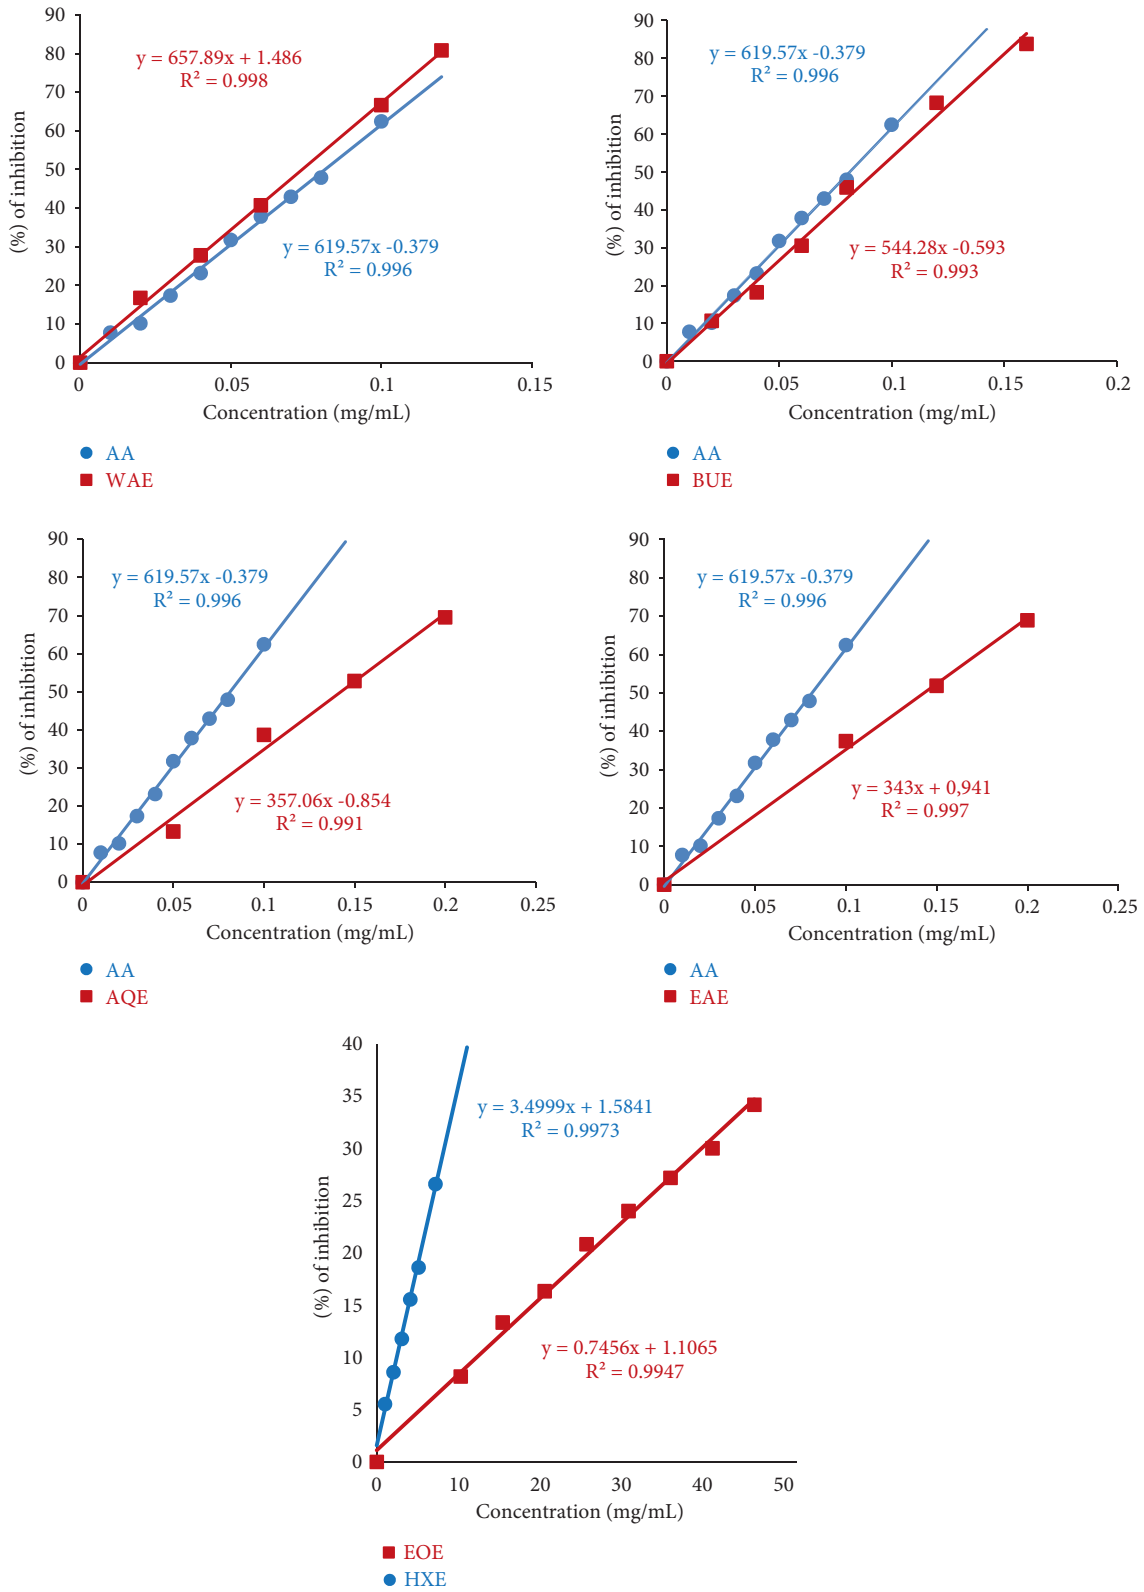 90
80
70
60
50
40
30
20
10
0
(%) of inhibition
y = 657.89x + 1.486
R² = 0.998
y = 619.57x -0.379
R² = 0.996
0 0.05 0.1 0.15
Concentration (mg/mL)
AA
WAE
90
80
70
60
50
40
30
20
10
0
(%) of inhibition
y = 619.57x -0.379
R² = 0.996
y = 544.28x -0.593
R² = 0.993
0 0.05 0.1 0.15 0.2
Concentration (mg/mL)
AA
BUE
90
80
70
60
50
40
30
20
10
0
(%) of inhibition
y = 619.57x -0.379
R² = 0.996
y = 357.06x -0.854
R² = 0.991
0 0.05 0.1 0.15 0.2 0.25
Concentration (mg/mL)
AA
AQE
90
80
70
60
50
40
30
20
10
0
(%) of inhibition
y = 619.57x -0.379
R² = 0.996
y = 343x + 0,941
R² = 0.997
0 0.05 0.1 0.15 0.2 0.25
Concentration (mg/mL)
AA
EAE
40
35
30
25
20
15
10
5
0
(%) of inhibition
y = 3.4999x + 1.5841
R² = 0.9973
y = 0.7456x + 1.1065
R² = 0.9947
0 10 20 30 40 50
Concentration (mg/mL)
EOE
HXE